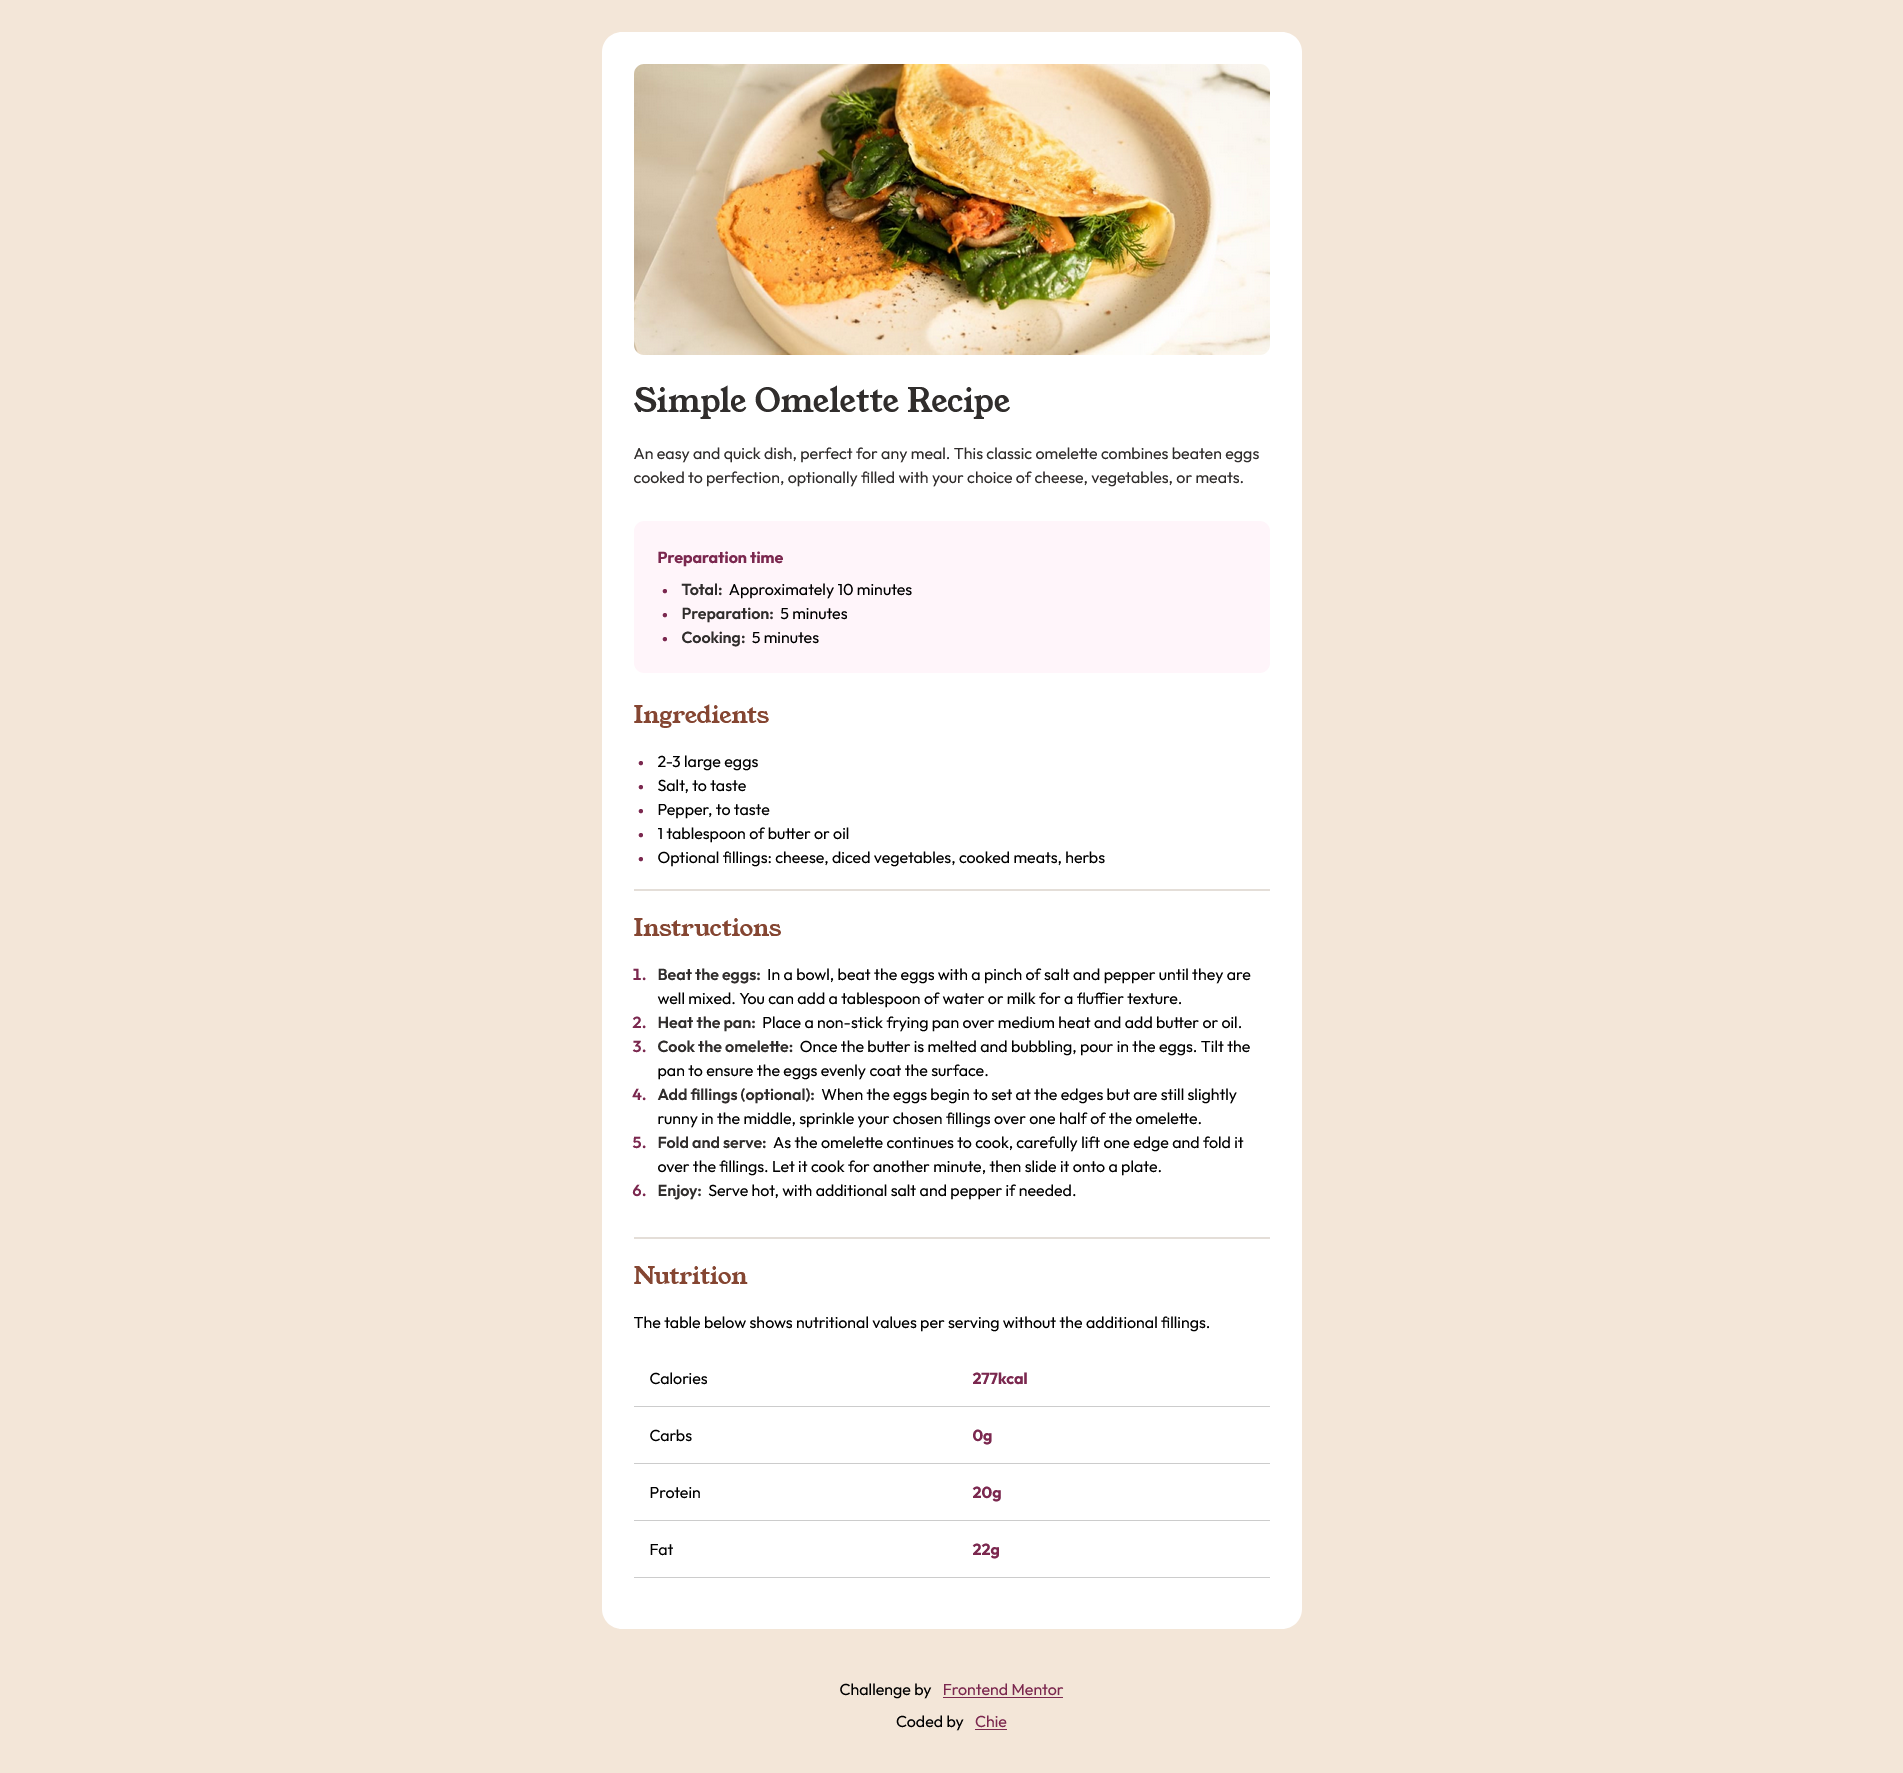 Simple Omelette Recipe
An easy and quick dish, perfect for any meal. This classic omelette combines beaten eggs
cooked to perfection, optionally filled with your choice of cheese, vegetables, or meats.
Preparation time
• Total: Approximately 10 minutes
• Preparation: 5 minutes
• Cooking: 5 minutes
Ingredients
• 2-3 large eggs
• Salt, to taste
• Pepper, to taste
• 1 tablespoon of butter or oil
• Optional fillings: cheese, diced vegetables, cooked meats, herbs
Instructions
1. Beat the eggs: In a bowl, beat the eggs with a pinch of salt and pepper until they are
well mixed. You can add a tablespoon of water or milk for a fluffier texture.
2. Heat the pan: Place a non-stick frying pan over medium heat and add butter or oil.
3. Cook the omelette: Once the butter is melted and bubbling, pour in the eggs. Tilt the
pan to ensure the eggs evenly coat the surface.
4. Add fillings (optional): When the eggs begin to set at the edges but are still slightly
runny in the middle, sprinkle your chosen fillings over one half of the omelette.
5. Fold and serve: As the omelette continues to cook, carefully lift one edge and fold it
over the fillings. Let it cook for another minute, then slide it onto a plate.
6. Enjoy: Serve hot, with additional salt and pepper if needed.
Nutrition
The table below shows nutritional values per serving without the additional fillings.
Calories 277kcal
Carbs 0g
Protein 20g
Fat 22g
Challenge by Frontend Mentor
Coded by Chie